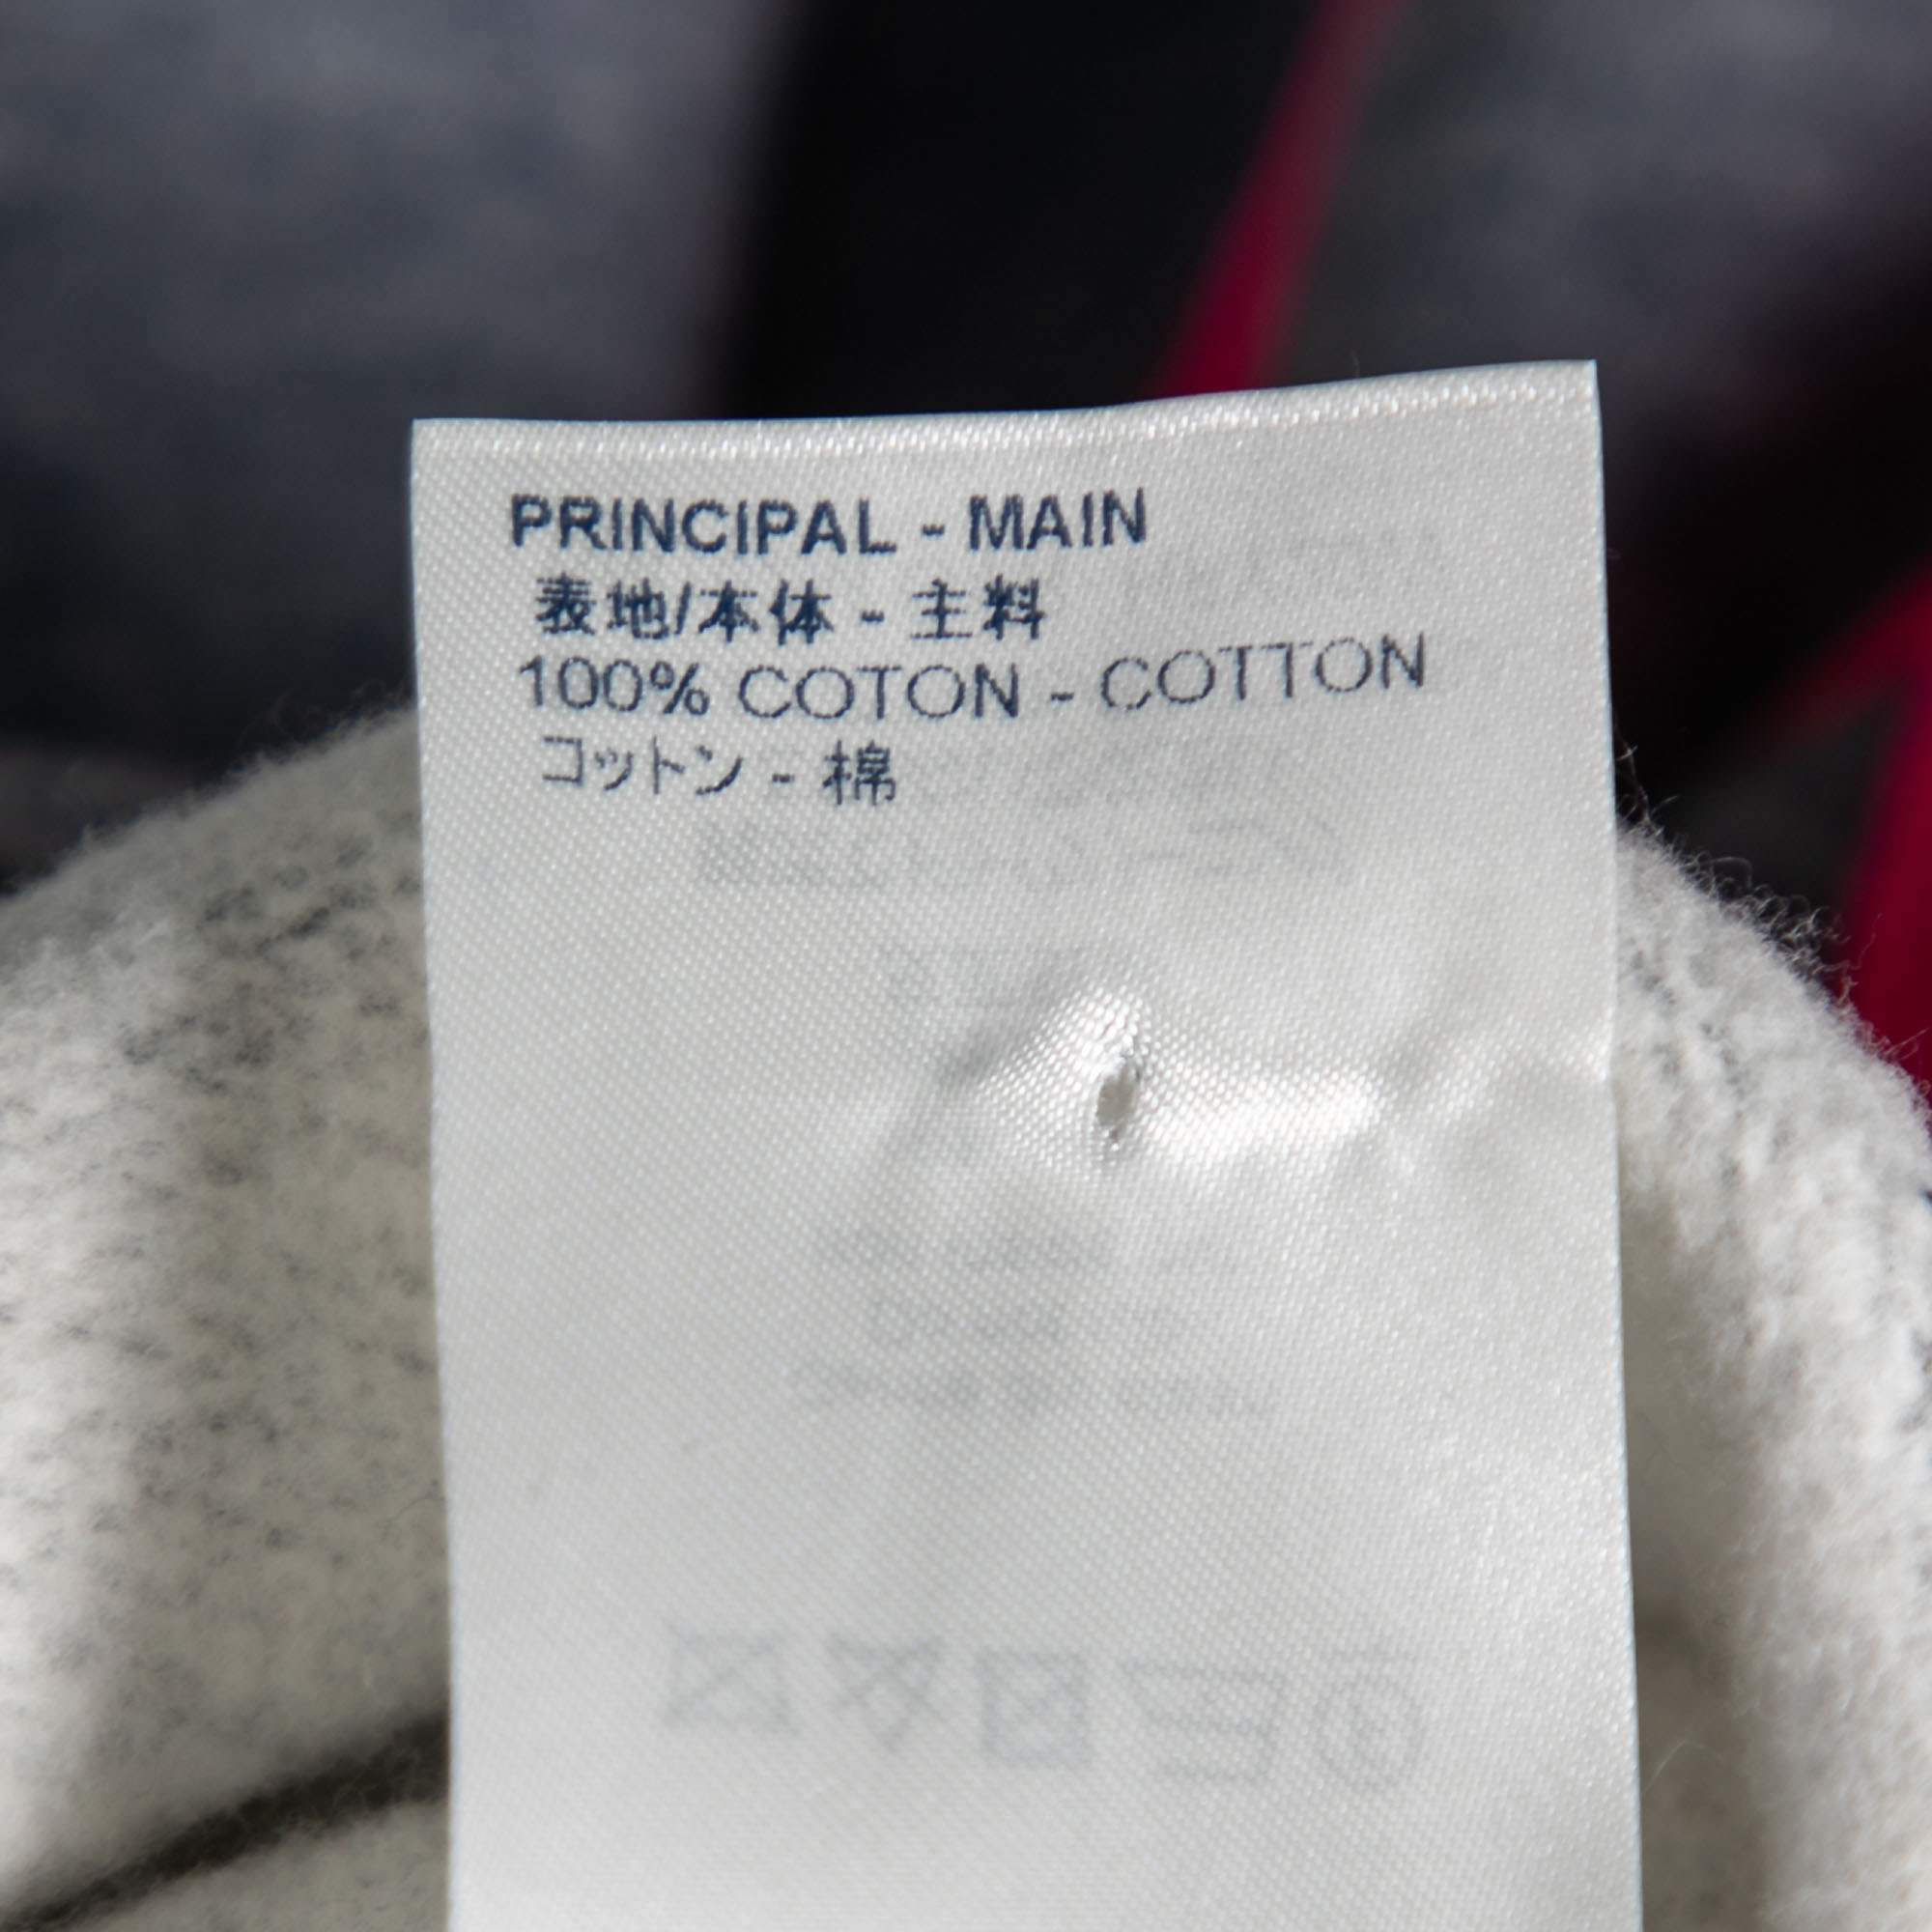 PRINCIPAL - MAIN
表地/本体 - 主料
100% COTON - COTTON
コットン - 棉